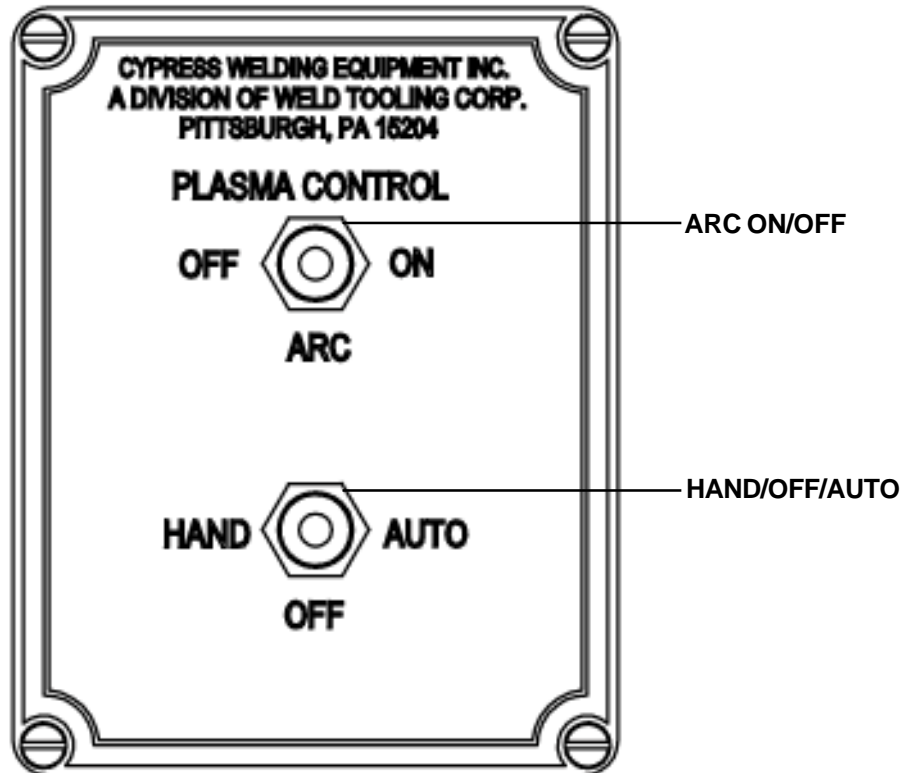 CYPRESS WELDING EQUIPMENT INC.
A DIVISION OF WELD TOOLING CORP.
PITTSBURGH, PA 15204
PLASMA CONTROL
ARC ON/OFF
OFF ON
ARC
HAND/OFF/AUTO
HAND AUTO
OFF